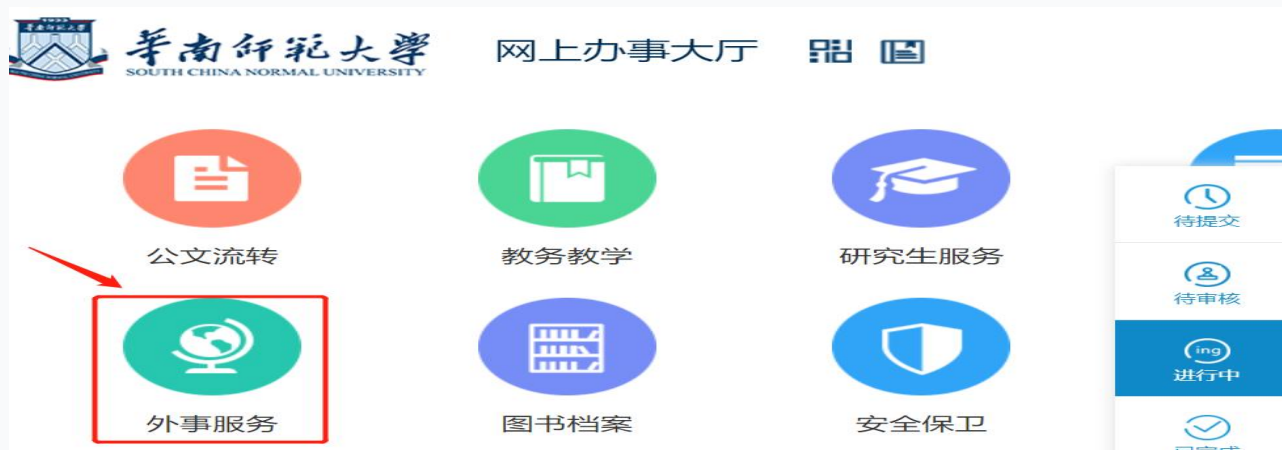 1933
華南師範大學
SOUTH CHINA NORMAL UNIVERSITY
网上办事大厅
公文流转
教务教学
研究生服务
外事服务
图书档案
安全保卫
待提交
待审核
ing
进行中